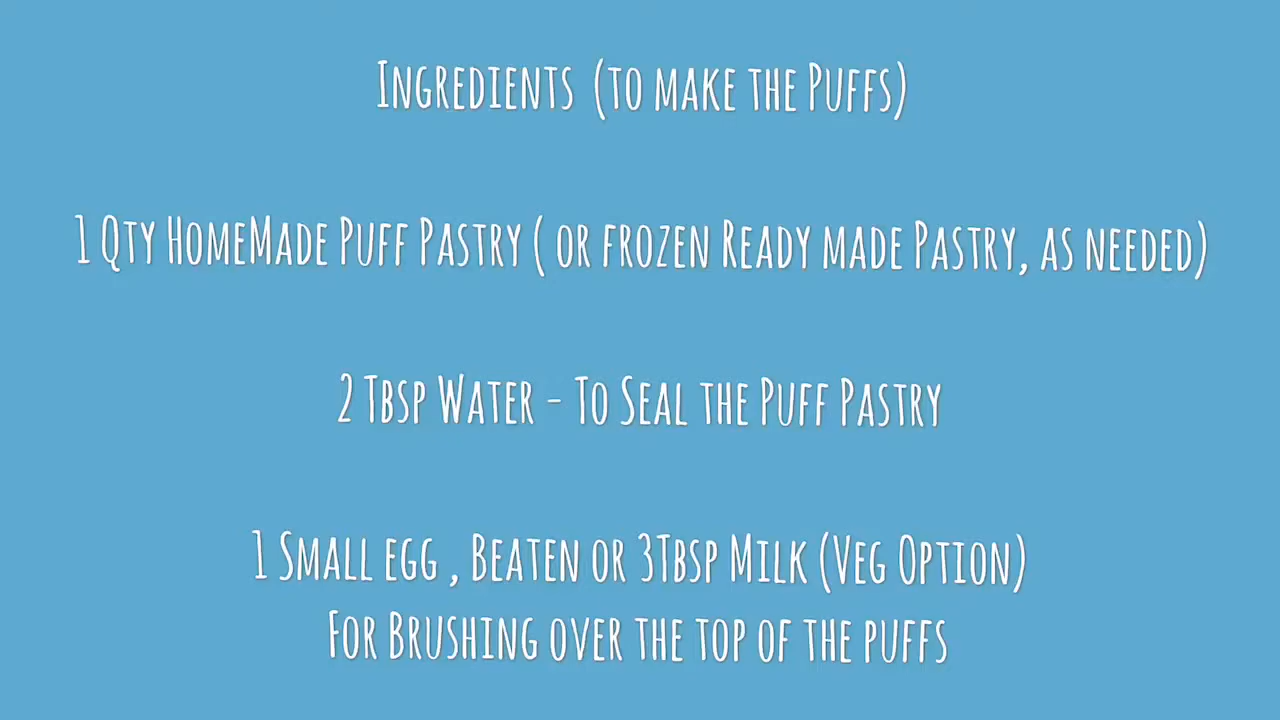 Ingredients (to make the Puffs)
1 Qty HomeMade Puff Pastry ( or frozen Ready made Pastry, as needed)
2 Tbsp Water - To Seal the Puff Pastry
1 Small egg , Beaten or 3Tbsp Milk (Veg Option)
For Brushing over the top of the puffs